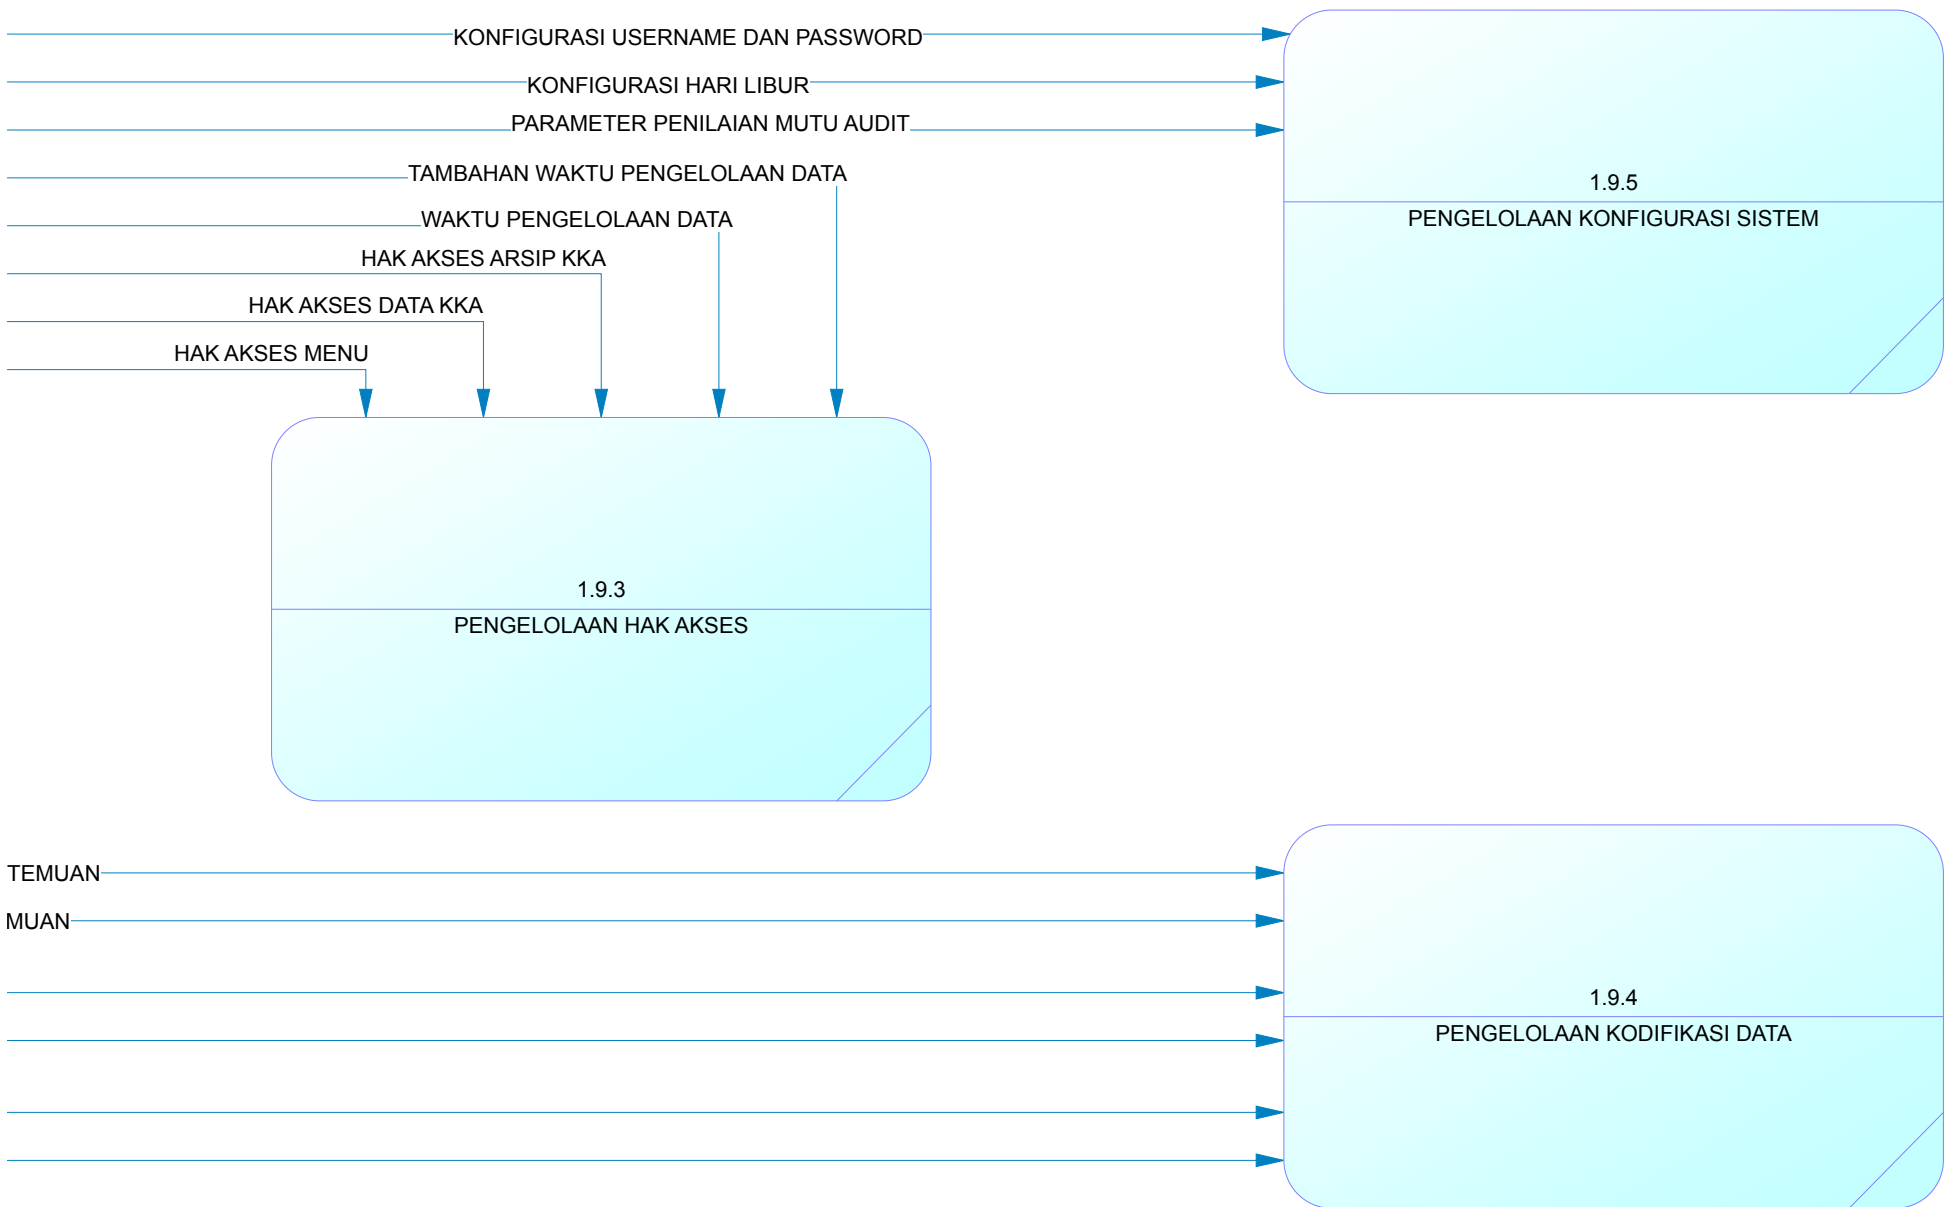 KONFIGURASI USERNAME DAN PASSWORD
KONFIGURASI HARI LIBUR
PARAMETER PENILAIAN MUTU AUDIT
TAMBAHAN WAKTU PENGELOLAAN DATA
WAKTU PENGELOLAAN DATA
HAK AKSES ARSIP KKA
HAK AKSES DATA KKA
HAK AKSES MENU
1.9.5
PENGELOLAAN KONFIGURASI SISTEM
1.9.3
PENGELOLAAN HAK AKSES
TEMUAN
MUAN
1.9.4
PENGELOLAAN KODIFIKASI DATA